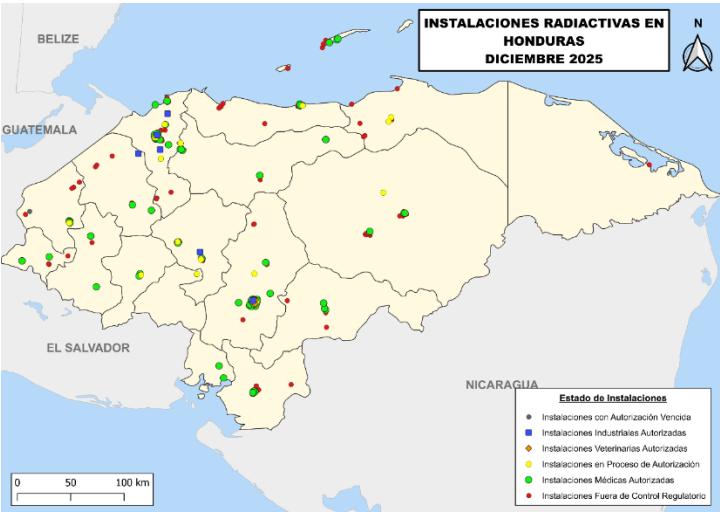 INSTALACIONES RADIACTIVAS EN
HONDURAS
DICIEMBRE 2025
N
BELIZE
GUATEMALA
EL SALVADOR
NICARAGUA
Estado de Instalaciones
Instalaciones con Autorización Vencida
Instalaciones Industriales Autorizadas
Instalaciones Veterinarias Autorizadas
Instalaciones en Proceso de Autorización
Instalaciones Médicas Autorizadas
Instalaciones Fuera de Control Regulatorio
0 50 100 km